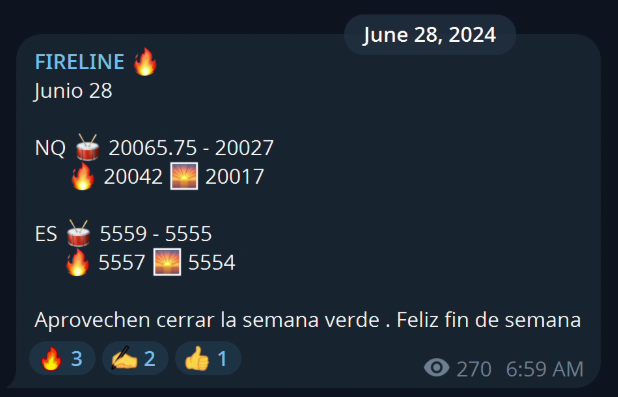 June 28, 2024
FIRELINE 🔥
Junio 28
NQ 🥁 20065.75 - 20027
🔥 20042 🌅 20017
ES 🥁 5559 - 5555
🔥 5557 🌅 5554
Aprovechen cerrar la semana verde . Feliz fin de semana
🔥 3 ✍️ 2 👍 1 270 6:59 AM